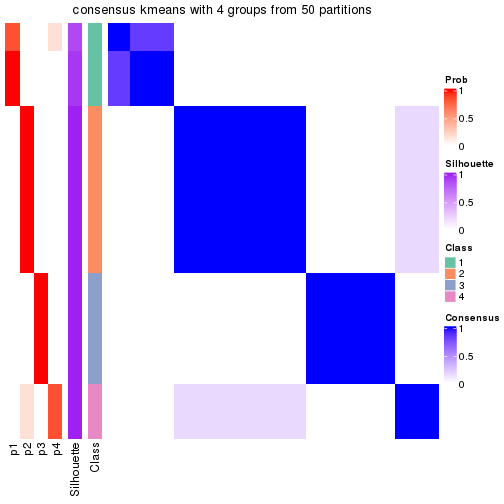 consensus kmeans with 4 groups from 50 partitions
Prob
1
0.5
0
Silhouette
1
0.5
0
Class
1
2
3
4
Consensus
1
0.5
0
p1
p2
p3
p4
Silhouette
Class